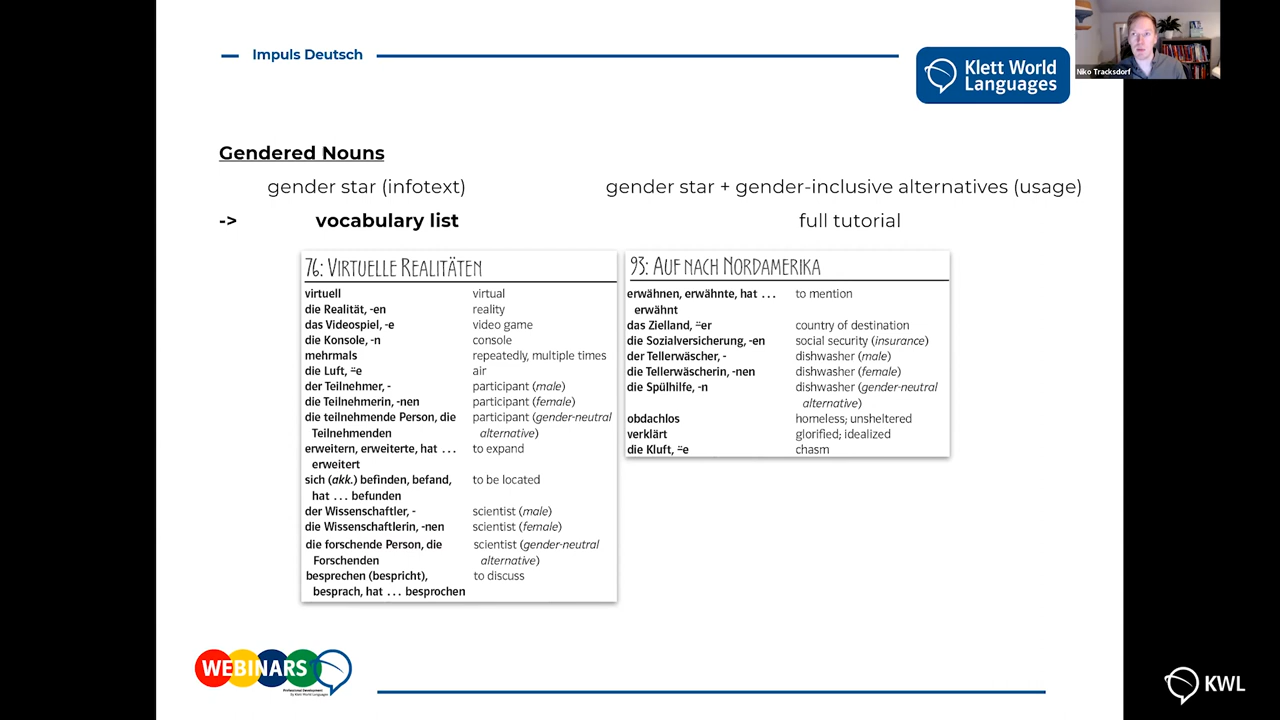 Impuls Deutsch
Klett World
Languages
Niko Tracksdorf
Gendered Nouns
gender star (infotext)
gender star + gender-inclusive alternatives (usage)
-> vocabulary list
full tutorial
76: VIRTUELLE REALITÄTEN
virtuell virtual
die Realität, -en reality
das Videospiel, -e video game
die Konsole, -n console
mehrmals repeatedly, multiple times
die Luft, ⸚e air
der Teilnehmer, - participant (male)
die Teilnehmerin, -nen participant (female)
die teilnehmende Person, die participant (gender-neutral
Teilnehmenden alternative)
erweitern, erweiterte, hat ... to expand
erweitert
sich (akk.) befinden, befand, to be located
hat ... befunden
der Wissenschaftler, - scientist (male)
die Wissenschaftlerin, -nen scientist (female)
die forschende Person, die scientist (gender-neutral
Forschenden alternative)
besprechen (bespricht), to discuss
besprach, hat ... besprochen
93: AUF NACH NORDAMERIKA
erwähnen, erwähnte, hat ... to mention
erwähnt
das Zielland, ⸚er country of destination
die Sozialversicherung, -en social security (insurance)
der Tellerwäscher, - dishwasher (male)
die Tellerwäscherin, -nen dishwasher (female)
die Spülhilfe, -n dishwasher (gender-neutral
alternative)
obdachlos homeless; unsheltered
verklärt glorified; idealized
die Kluft, ⸚e chasm
WEBINARS
Professional Development
by Klett World Languages
KWL